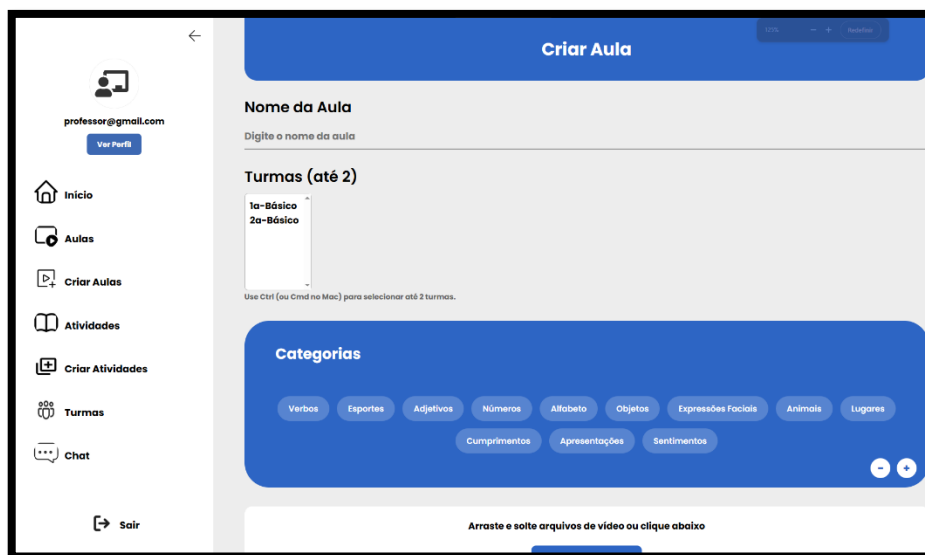 professor@gmail.com
Ver Perfil
Início
Aulas
Criar Aulas
Atividades
Criar Atividades
Turmas
Chat
Sair
Criar Aula
Redefinir
Nome da Aula
Digite o nome da aula
Turmas (até 2)
1a-Básico
2a-Básico
Use Ctrl (ou Cmd no Mac) para selecionar até 2 turmas.
Categorias
Verbos Esportes Adjetivos Números Alfabeto Objetos Expressões Faciais Animais Lugares
Cumprimentos Apresentações Sentimentos
- +
Arraste e solte arquivos de vídeo ou clique abaixo